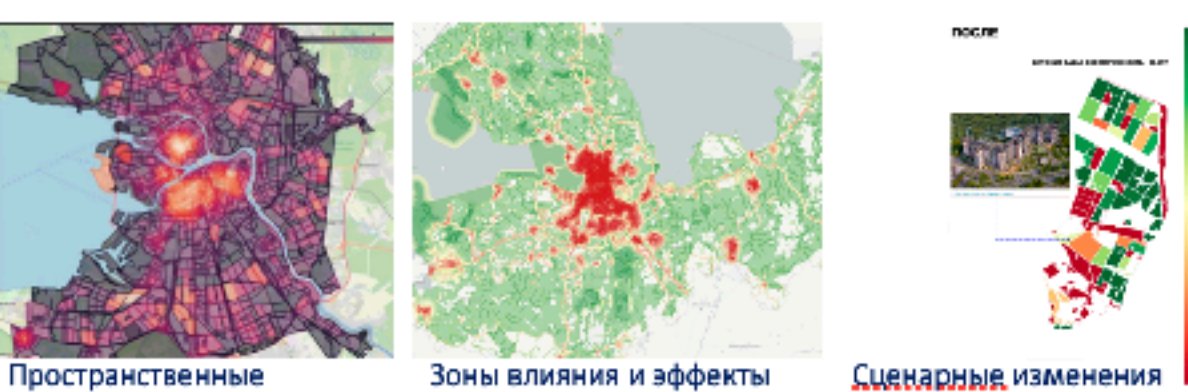 ПОСЛЕ
Пространственные
Зоны влияния и эффекты
Сценарные изменения